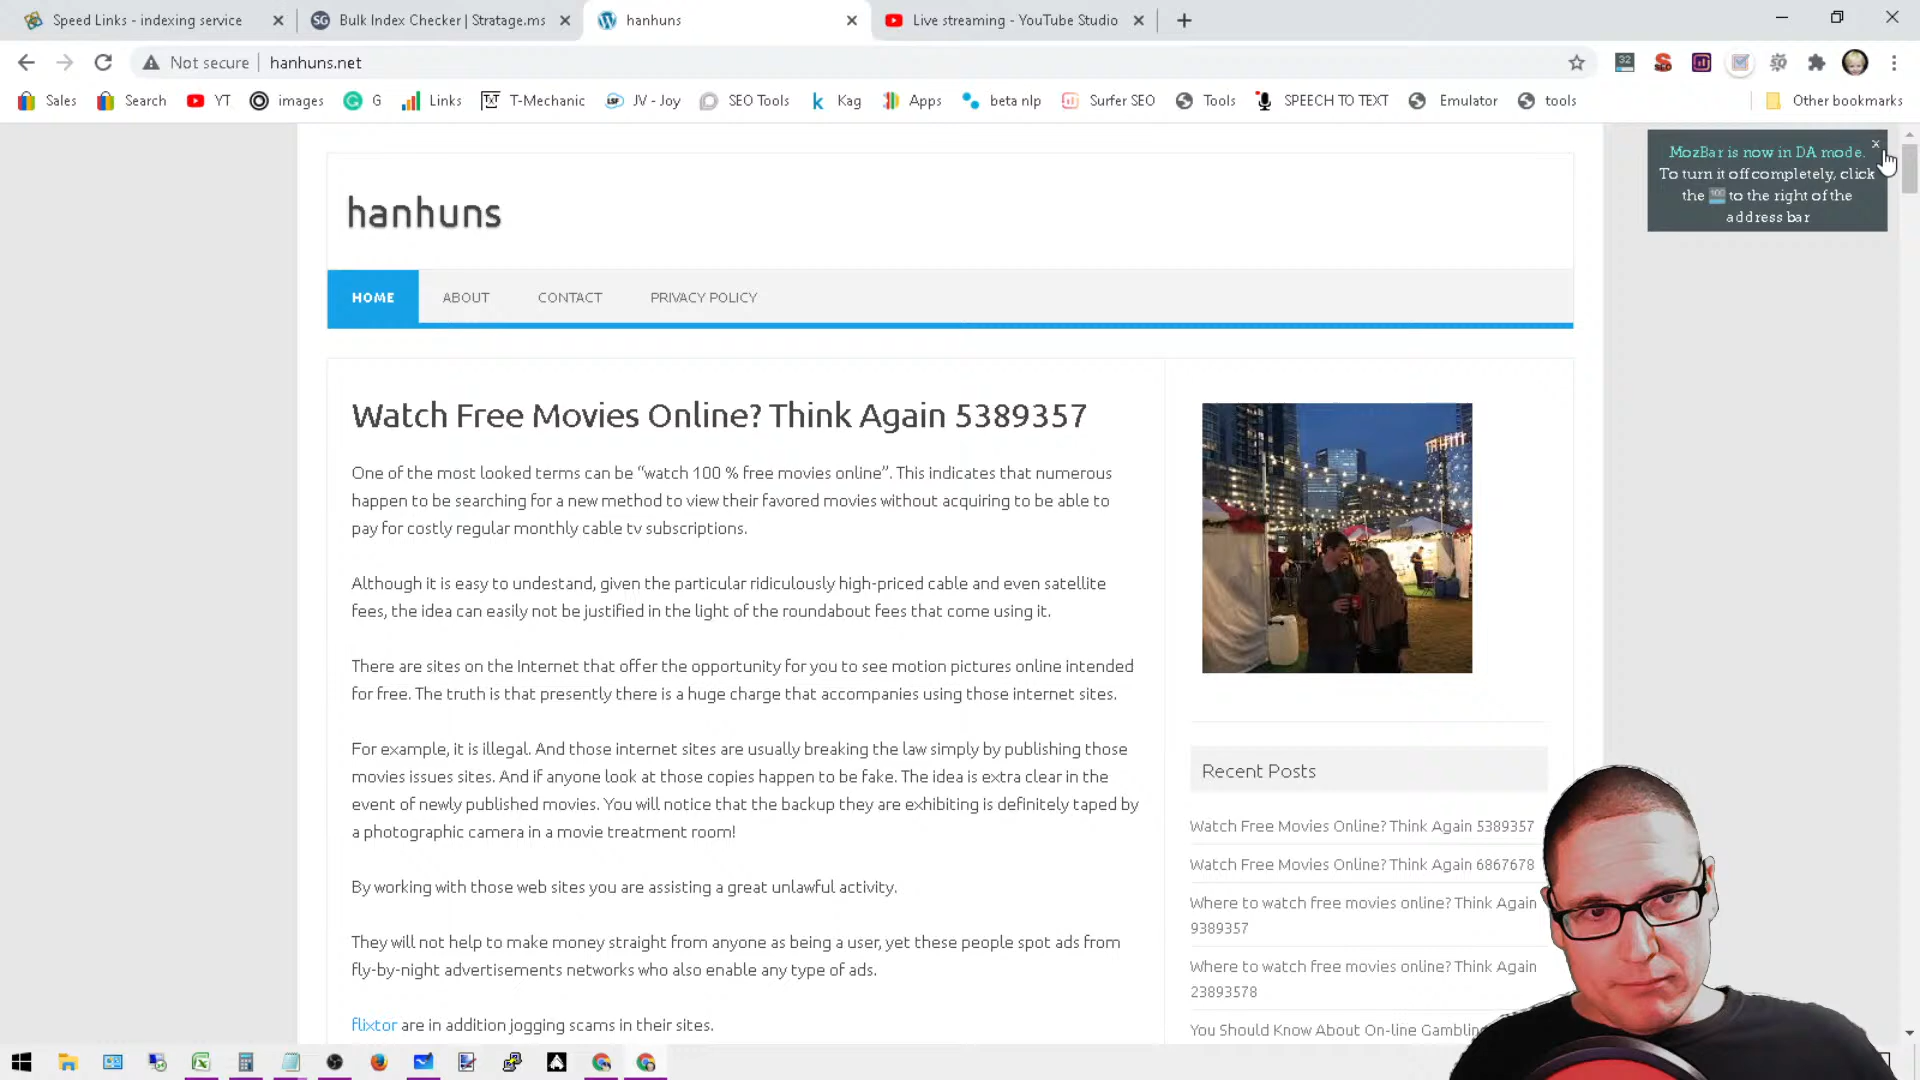 Speed Links - indexing service
Bulk Index Checker | Stratage.ms
hanhuns
Live streaming - YouTube Studio
Not secure
hanhuns.net
32
Sales
Search
YT
images
G
Links
T-Mechanic
JV - Joy
SEO Tools
Kag
Apps
beta nlp
Surfer SEO
Tools
SPEECH TO TEXT
Emulator
tools
Other bookmarks
MozBar is now in DA mode.
To turn it off completely, click
the 100 to the right of the
address bar
hanhuns
HOME
ABOUT
CONTACT
PRIVACY POLICY
Watch Free Movies Online? Think Again 5389357
One of the most looked terms can be “watch 100 % free movies online”. This indicates that numerous
happen to be searching for a new method to view their favored movies without acquiring to be able to
pay for costly regular monthly cable tv subscriptions.
Although it is easy to undestand, given the particular ridiculously high-priced cable and even satellite
fees, the idea can easily not be justified in the light of the roundabout fees that come using it.
There are sites on the Internet that offer the opportunity for you to see motion pictures online intended
for free. The truth is that presently there is a huge charge that accompanies using those internet sites.
For example, it is illegal. And those internet sites are usually breaking the law simply by publishing those
movies issues sites. And if anyone look at those copies happen to be fake. The idea is extra clear in the
event of newly published movies. You will notice that the backup they are exhibiting is definitely taped by
a photographic camera in a movie treatment room!
By working with those web sites you are assisting a great unlawful activity.
They will not help to make money straight from anyone as being a user, yet these people spot ads from
fly-by-night advertisements networks who also enable any type of ads.
flixtor are in addition jogging scams in their sites.
Recent Posts
Watch Free Movies Online? Think Again 5389357
Watch Free Movies Online? Think Again 6867678
Where to watch free movies online? Think Again
9389357
Where to watch free movies online? Think Again
23893578
You Should Know About On-line Gamblin